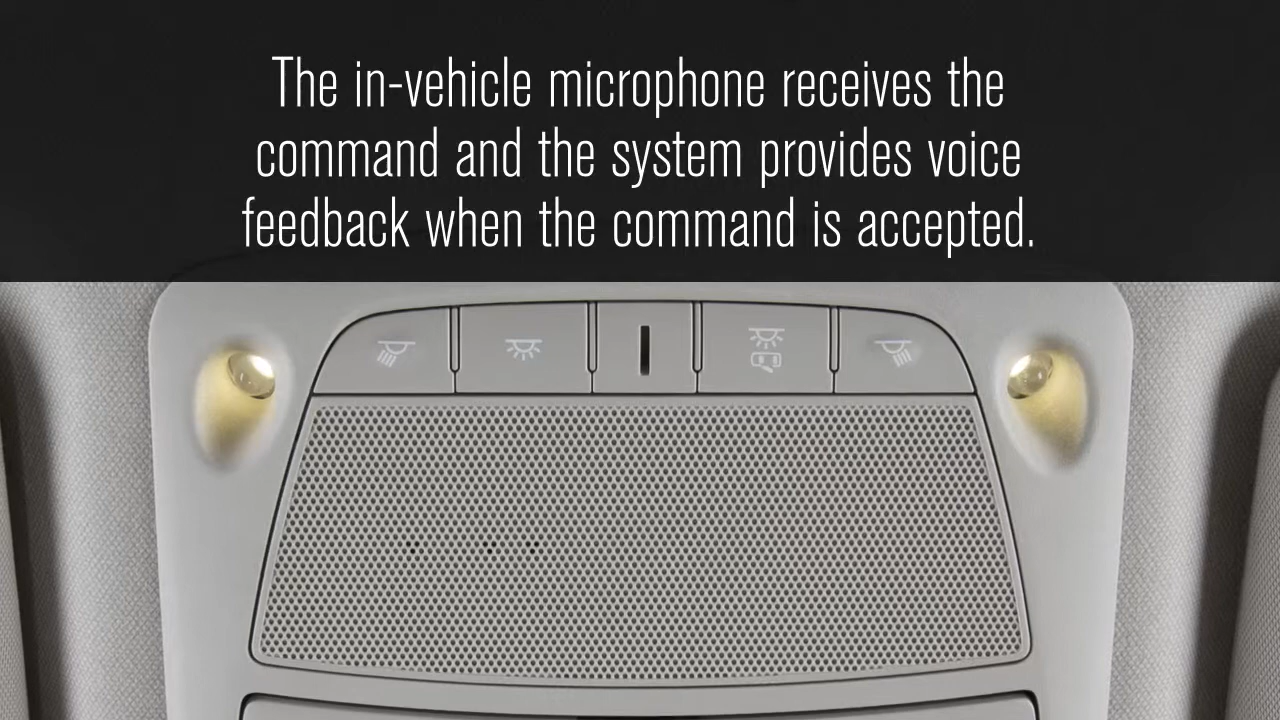 The in-vehicle microphone receives the
command and the system provides voice
feedback when the command is accepted.